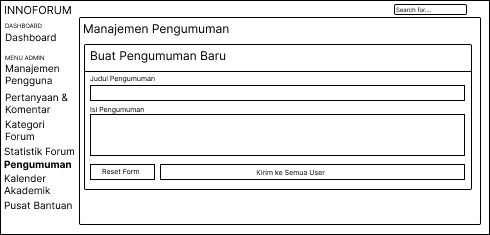 INNOFORUM
Search for....
DASHBOARD
Dashboard
MENU ADMIN
Manajemen
Pengguna
Pertanyaan &
Komentar
Kategori
Forum
Statistik Forum
Pengumuman
Kalender
Akademik
Pusat Bantuan
Manajemen Pengumuman
Buat Pengumuman Baru
Judul Pengumuman
Isi Pengumuman
Reset Form
Kirim ke Semua User